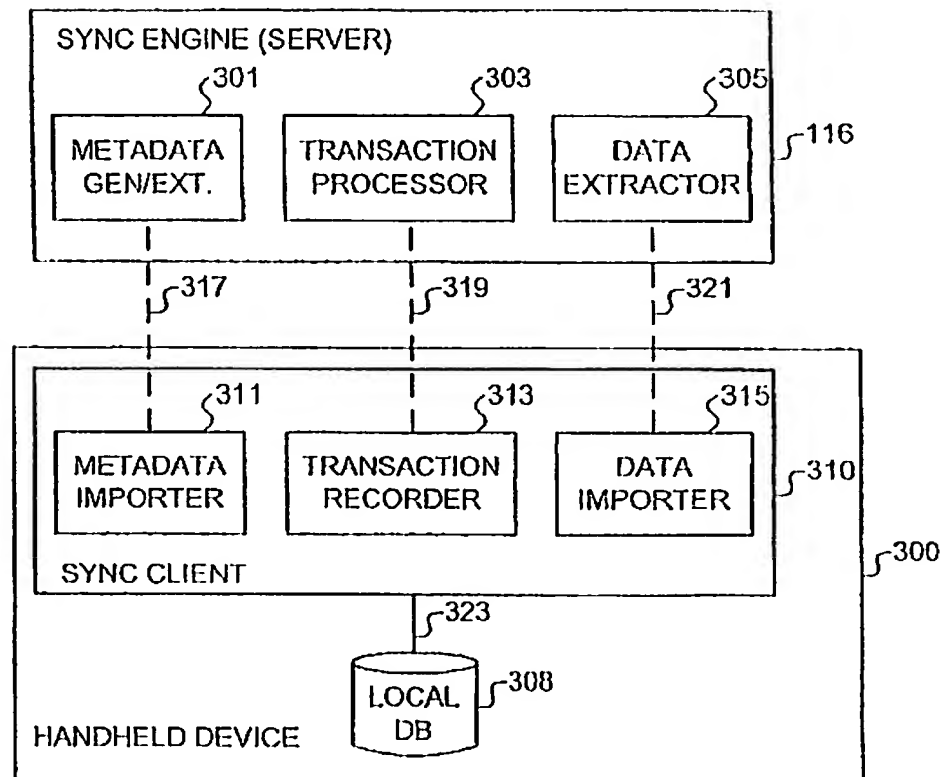 SYNC ENGINE (SERVER)
301
303
305
METADATA
GEN/EXT.
TRANSACTION
PROCESSOR
DATA
EXTRACTOR
116
317
319
321
311
313
315
METADATA
IMPORTER
TRANSACTION
RECORDER
DATA
IMPORTER
310
SYNC CLIENT
300
323
LOCAL
DB
308
HANDHELD DEVICE